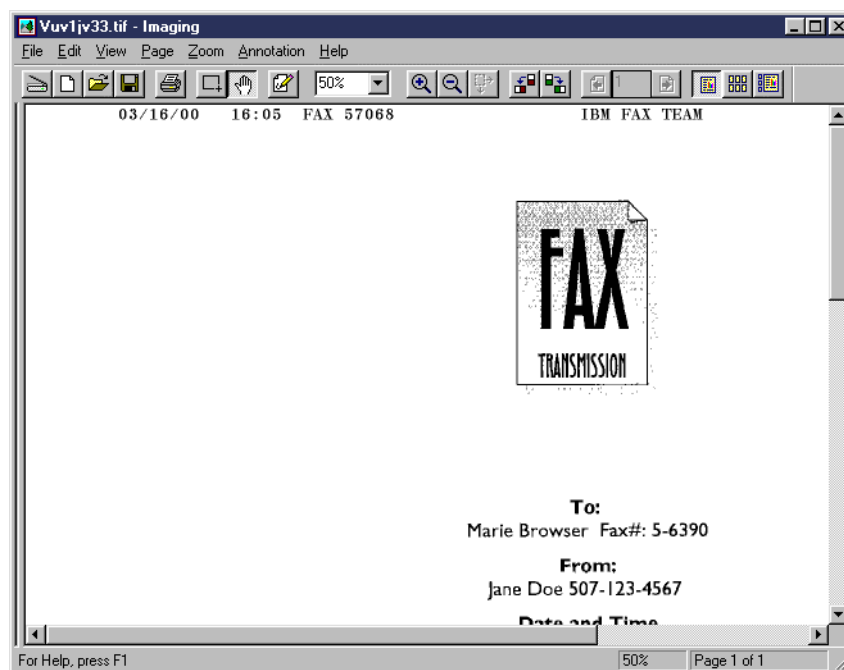 Vuv1jv33.tif - Imaging
File Edit View Page Zoom Annotation Help
50% 1
03/16/00 16:05 FAX 57068 IBM FAX TEAM
FAX
TRANSMISSION
To:
Marie Browser Fax#: 5-6390
From:
Jane Doe 507-123-4567
Date and Time
For Help, press F1 50% Page 1 of 1